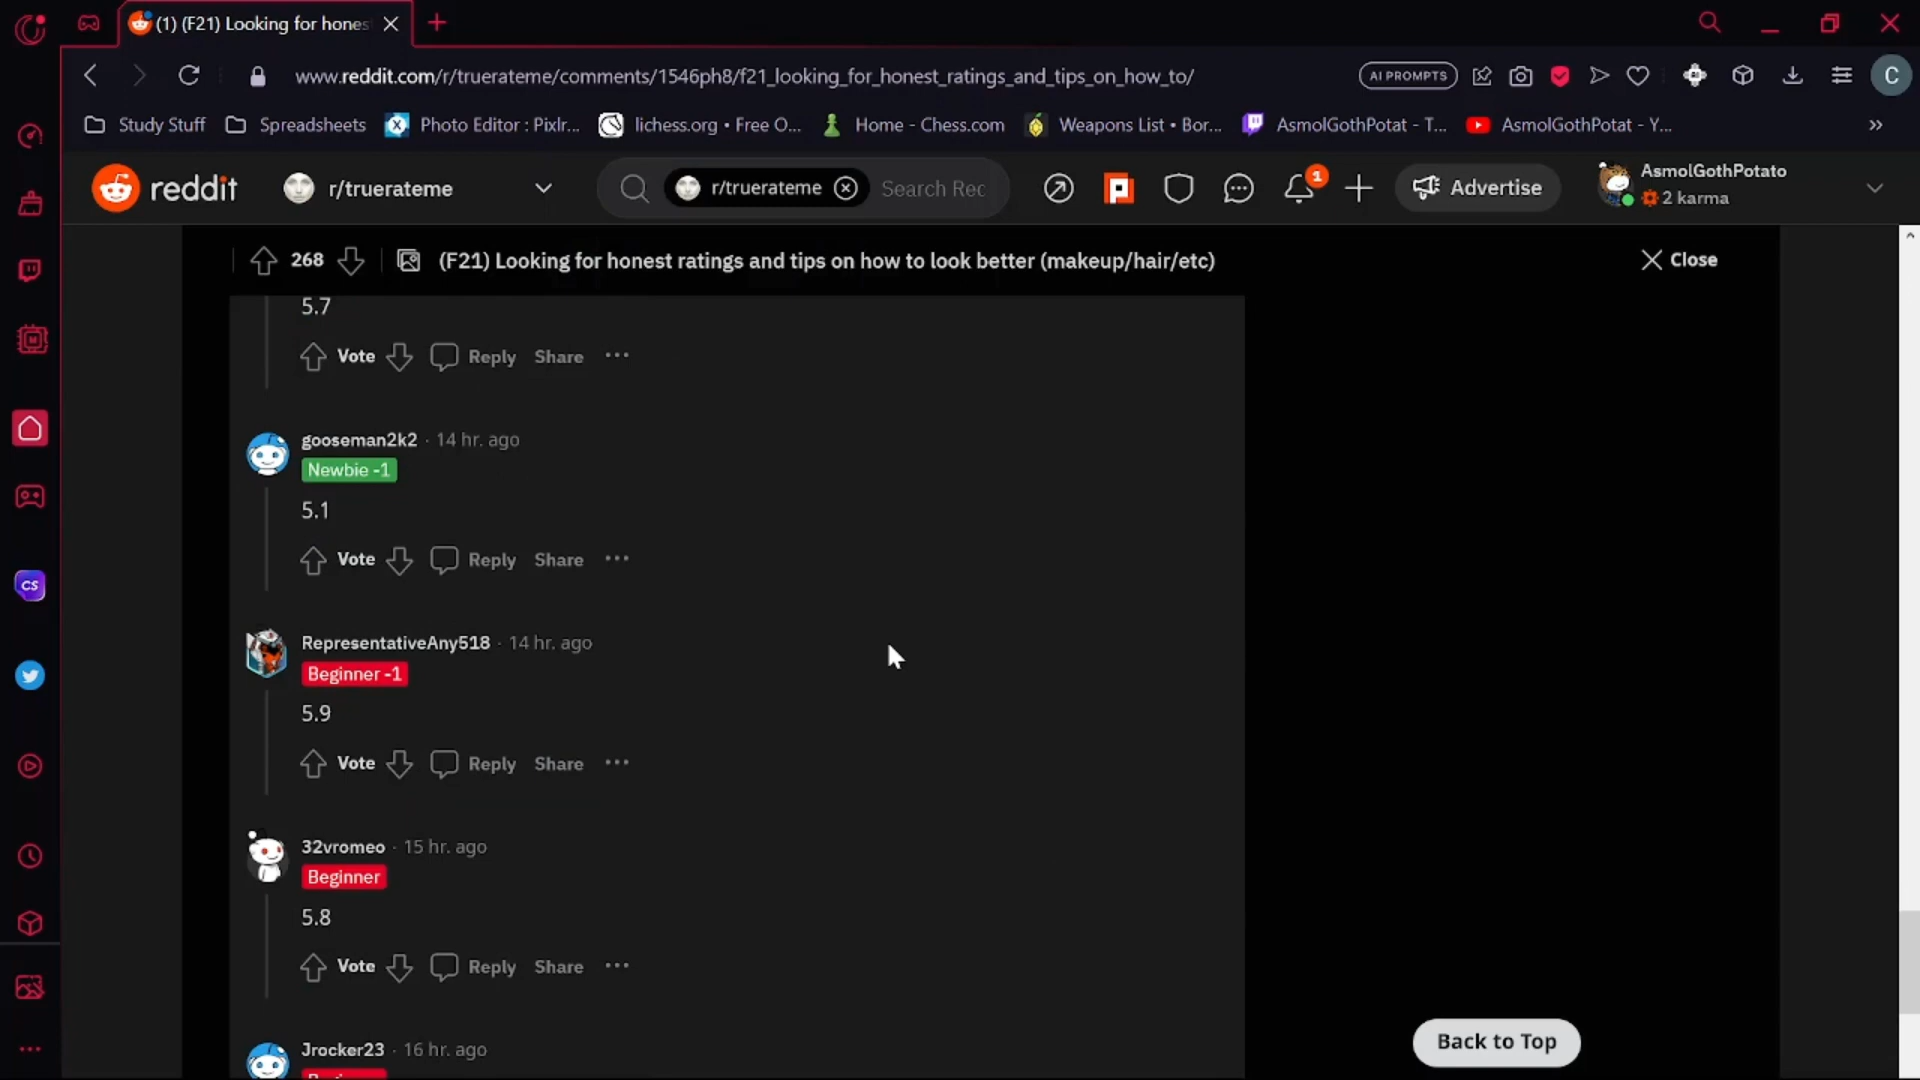 (1) (F21) Looking for hones
www.reddit.com/r/truerateme/comments/1546ph8/f21_looking_for_honest_ratings_and_tips_on_how_to/
AI PROMPTS
C
Study Stuff
Spreadsheets
Photo Editor : Pixlr...
lichess.org • Free O...
Home - Chess.com
Weapons List • Bor...
AsmolGothPotat - T...
AsmolGothPotat - Y...
»
reddit
r/truerateme
r/truerateme
Search Rec
1
Advertise
AsmolGothPotato
2 karma
268
(F21) Looking for honest ratings and tips on how to look better (makeup/hair/etc)
Close
5.7
Vote
Reply
Share
gooseman2k2 · 14 hr. ago
Newbie -1
5.1
Vote
Reply
Share
CS
RepresentativeAny518 · 14 hr. ago
Beginner -1
5.9
Vote
Reply
Share
32vromeo · 15 hr. ago
Beginner
5.8
Vote
Reply
Share
Jrocker23 · 16 hr. ago
Back to Top